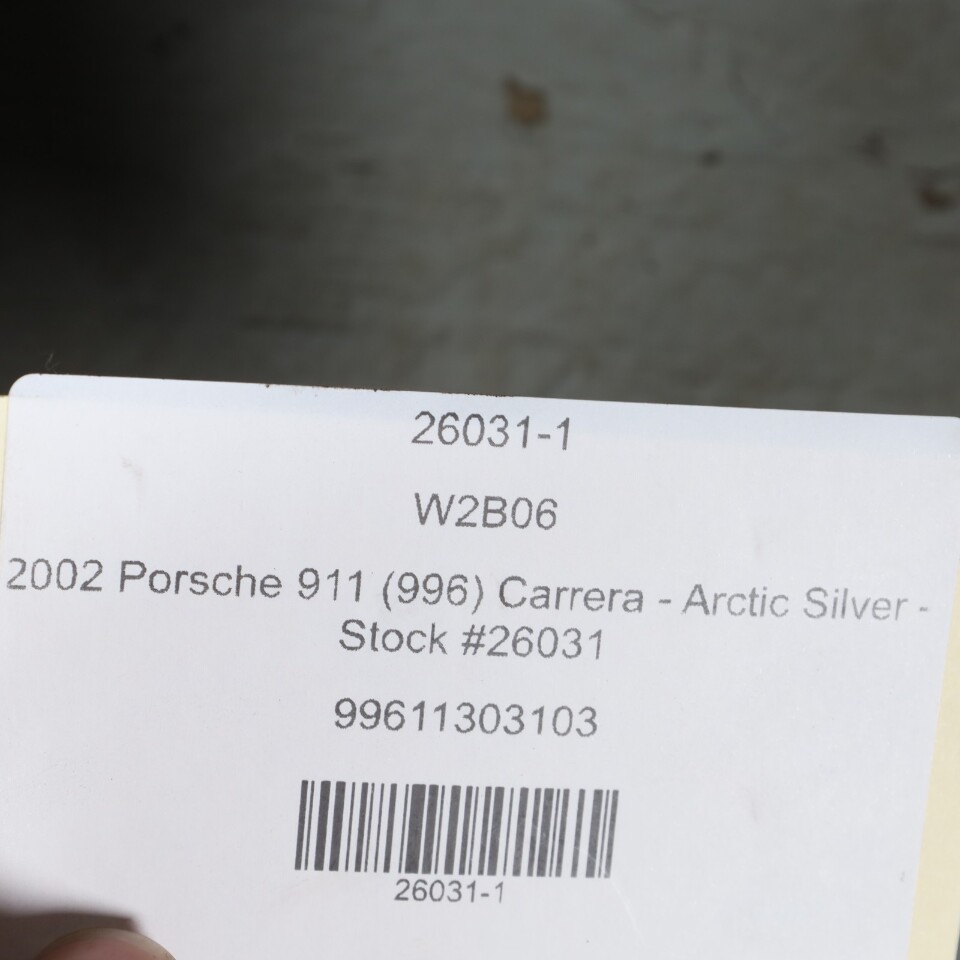 26031-1
W2B06
2002 Porsche 911 (996) Carrera - Arctic Silver -
Stock #26031
99611303103
26031-1